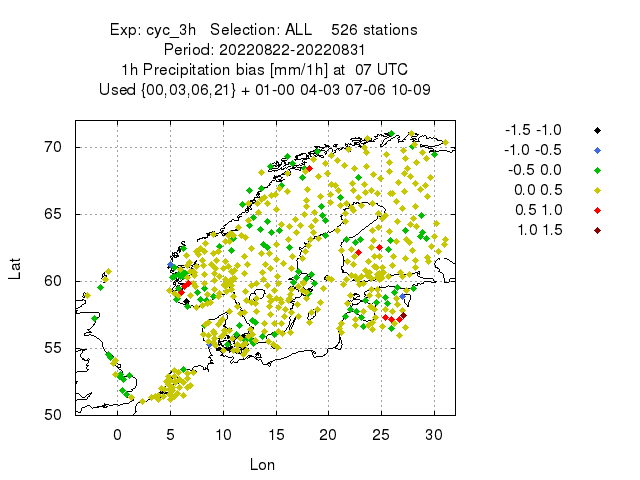 Exp: cyc_3h   Selection: ALL    526 stations
Period: 20220822-20220831
1h Precipitation bias [mm/1h] at  07 UTC
Used {00,03,06,21} + 01-00 04-03 07-06 10-09
-1.5 -1.0
-1.0 -0.5
-0.5 0.0
0.0 0.5
0.5 1.0
1.0 1.5
70
65
60
55
50
Lat
0 5 10 15 20 25 30
Lon